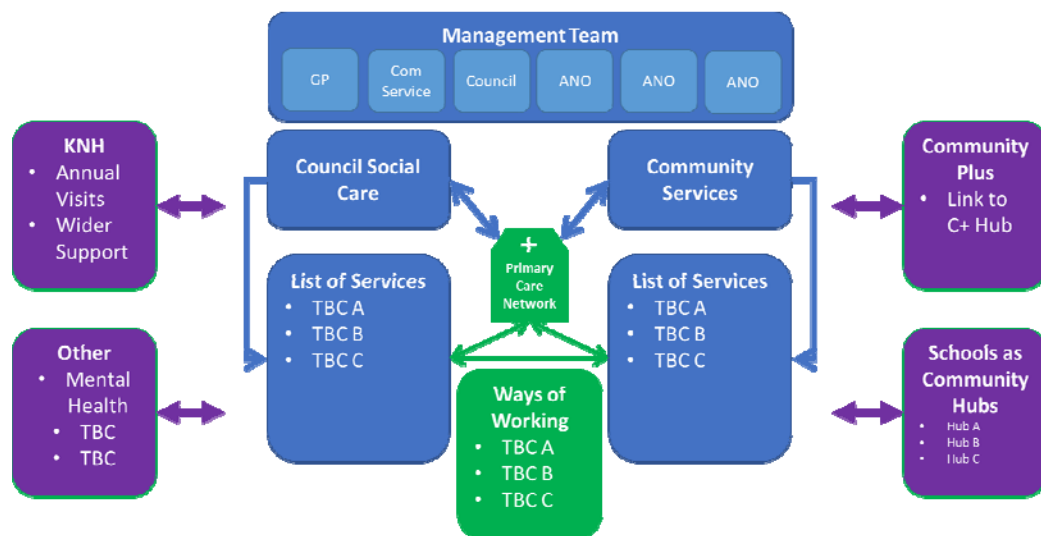 Management Team
GP
Com
Service
Council
ANO
ANO
ANO
KNH
• Annual
Visits
• Wider
Support
Council Social
Care
Community
Services
Community
Plus
• Link to
C+ Hub
+
Primary
Care
Network
List of Services
• TBC A
• TBC B
• TBC C
List of Services
• TBC A
• TBC B
• TBC C
Other
• Mental
Health
• TBC
• TBC
Ways of
Working
• TBC A
• TBC B
• TBC C
Schools as
Community
Hubs
• Hub A
• Hub B
• Hub C